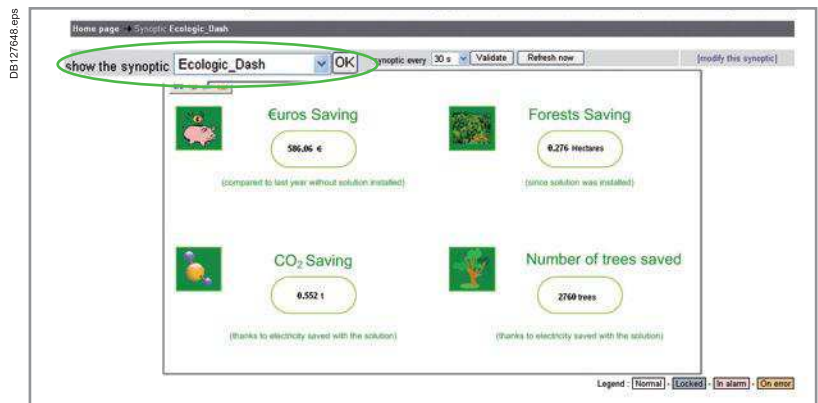 DB127648.eps
Home page → Synoptic Ecologic_Dash
show the synoptic Ecologic_Dash OK synoptic every 30 s Validate Refresh now [modify this synoptic]
€uros Saving
586.06 €
(compared to last year without solution installed)
Forests Saving
0.276 Hectares
(since solution was installed)
CO₂ Saving
0.552 t
(thanks to electricity saved with the solution)
Number of trees saved
2760 trees
(thanks to electricity saved with the solution)
Legend : Normal - Locked - In alarm - On error